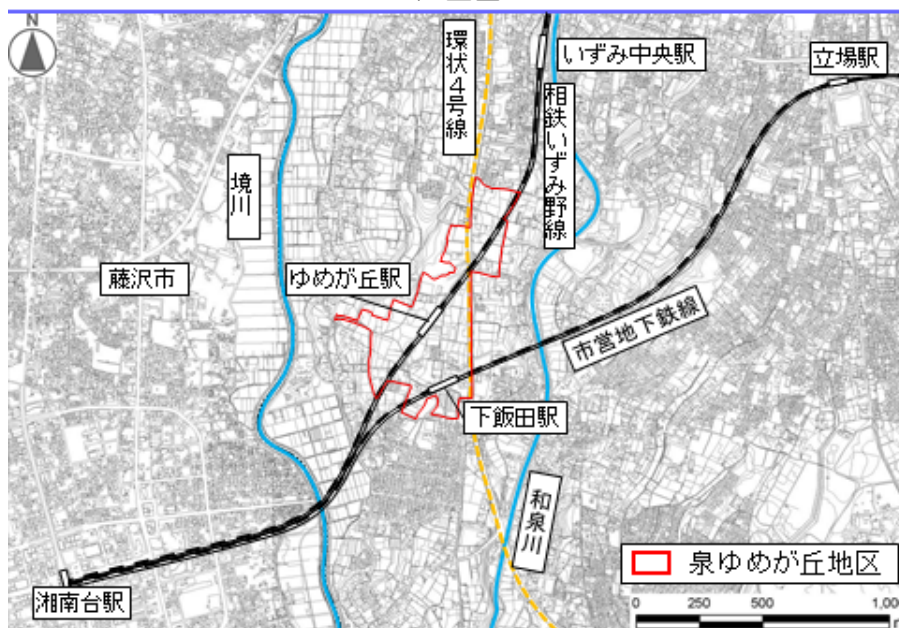 N
環状4号線
いずみ中央駅
立場駅
相鉄いずみ野線
境川
藤沢市
ゆめが丘駅
市営地下鉄線
下飯田駅
和泉川
泉ゆめが丘地区
湘南台駅
0 250 500 1,00